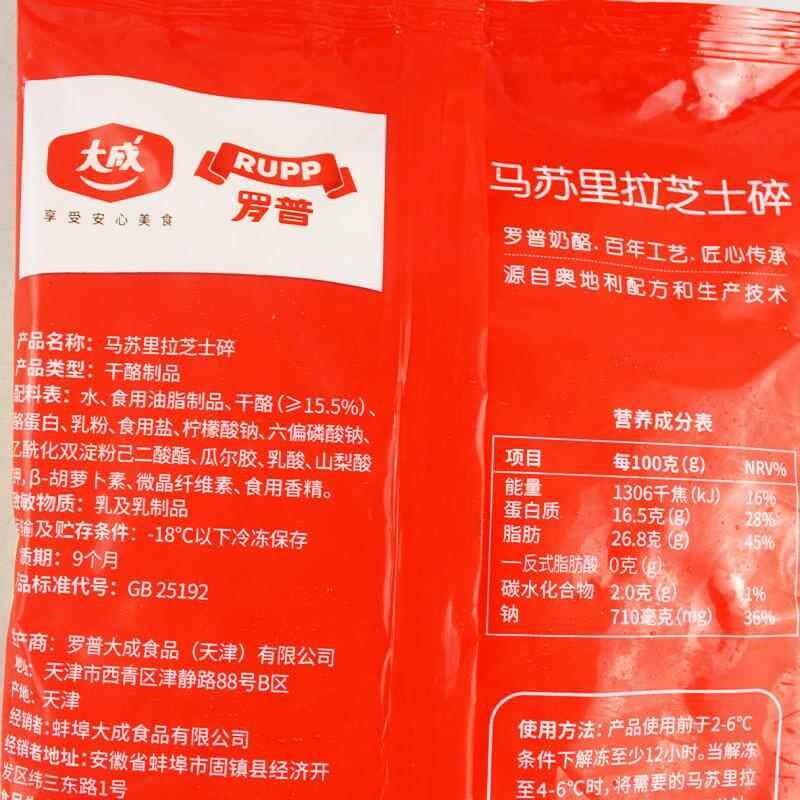 大成
享受安心美食
RUPP
罗普
马苏里拉芝士碎
罗普奶酪.百年工艺.匠心传承
源自奥地利配方和生产技术
产品名称：马苏里拉芝士碎
产品类型：干酪制品
配料表：水、食用油脂制品、干酪（≥15.5%）、
酪蛋白、乳粉、食用盐、柠檬酸钠、六偏磷酸钠、
乙酰化双淀粉己二酸酯、瓜尔胶、乳酸、山梨酸
钾，β-胡萝卜素、微晶纤维素、食用香精。
致敏物质：乳及乳制品
输及贮存条件：-18℃以下冷冻保存
质期：9个月
品标准代号：GB 25192
生产商：罗普大成食品（天津）有限公司
地址：天津市西青区津静路88号B区
产地：天津
经销者：蚌埠大成食品有限公司
经销者地址：安徽省蚌埠市固镇县经济开
发区纬三东路1号
营养成分表
项目 每100克(g) NRV%
能量 1306千焦(kJ) 16%
蛋白质 16.5克(g) 28%
脂肪 26.8克(g) 45%
—反式脂肪酸 0克(g)
碳水化合物 2.0克(g) 1%
钠 710毫克(mg) 36%
使用方法：产品使用前于2-6℃
条件下解冻至少12小时。当解冻
至4-6℃时，将需要的马苏里拉